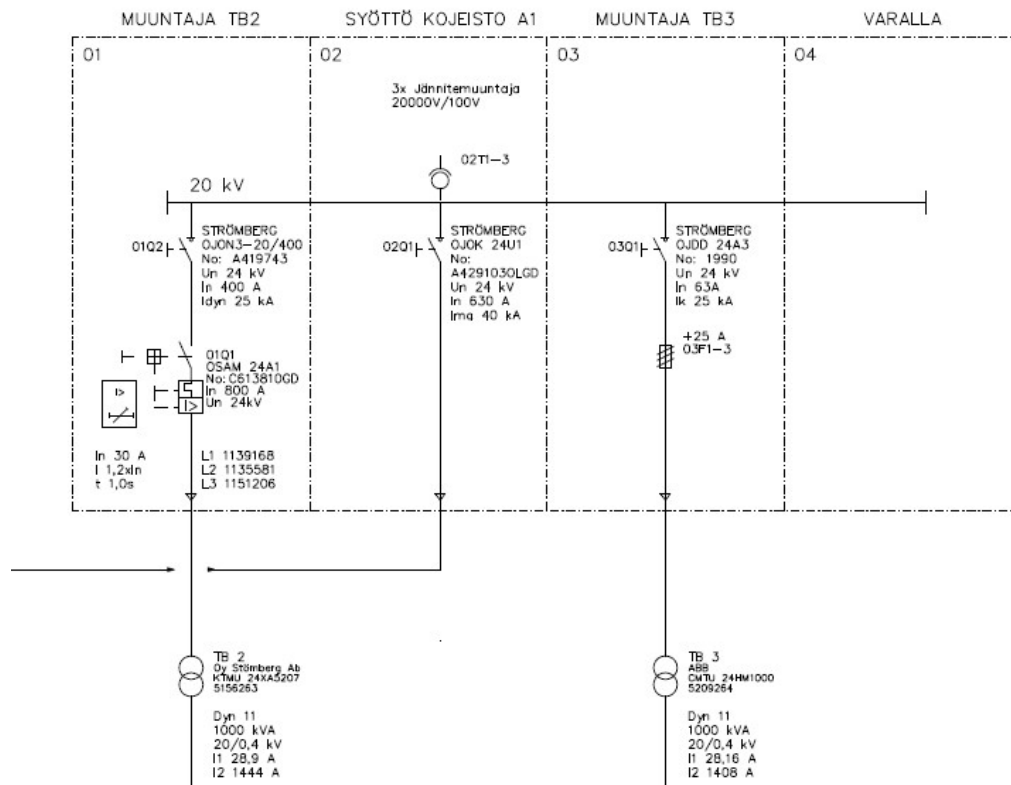 MUUNTAJA TB2
SYÖTTÖ KOJEISTO A1
MUUNTAJA TB3
VARALLA
01
02
03
04
3x Jännitemuuntaja
20000V/100V
02T1-3
20 kV
01Q2
STRÖMBERG
OJON3-20/400
No: A419743
Un 24 kV
In 400 A
Idyn 25 kA
02Q1
STRÖMBERG
OJOK 24U1
No:
A4291030LGD
Un 24 kV
In 630 A
Ima 40 kA
03Q1
STRÖMBERG
OJDD 24A3
No: 1990
Un 24 kV
In 63A
Ik 25 kA
+25 A
03F1-3
01Q1
OSAM 24A1
No:C613810GD
In 800 A
Un 24kV
I>
I>
In 30 A
I 1,2xIn
t 1,0s
L1 1139168
L2 1135581
L3 1151206
TB 2
Oy Stömberg Ab
KTMU 24XA5207
5156263
Dyn 11
1000 kVA
20/0,4 kV
I1 28,9 A
I2 1444 A
TB 3
ABB
CMTU 24HM1000
5209264
Dyn 11
1000 kVA
20/0,4 kV
I1 28,16 A
I2 1408 A